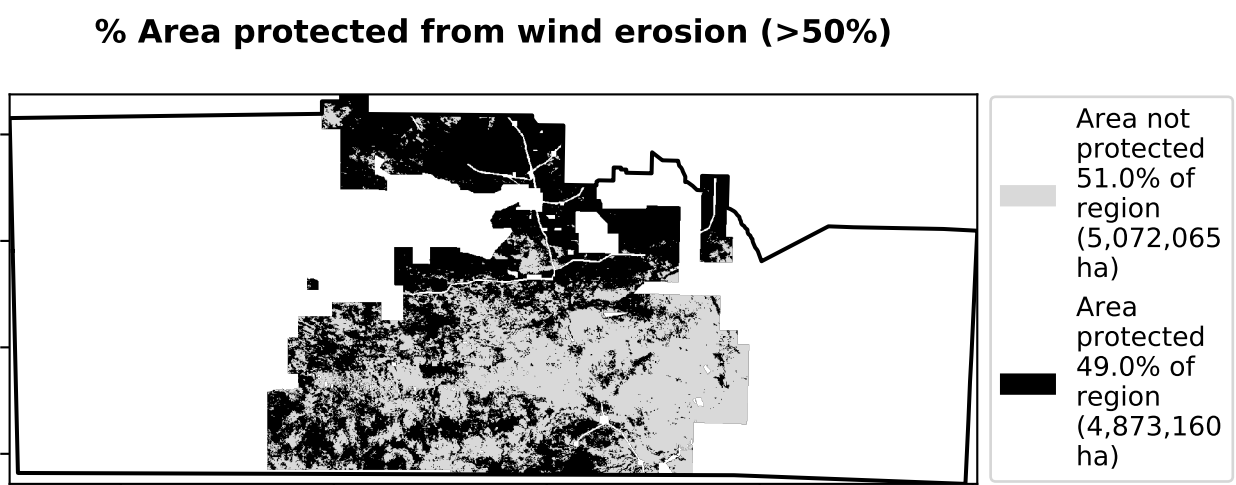 % Area protected from wind erosion (>50%)
Area not
protected
51.0% of
region
(5,072,065
ha)
Area
protected
49.0% of
region
(4,873,160
ha)